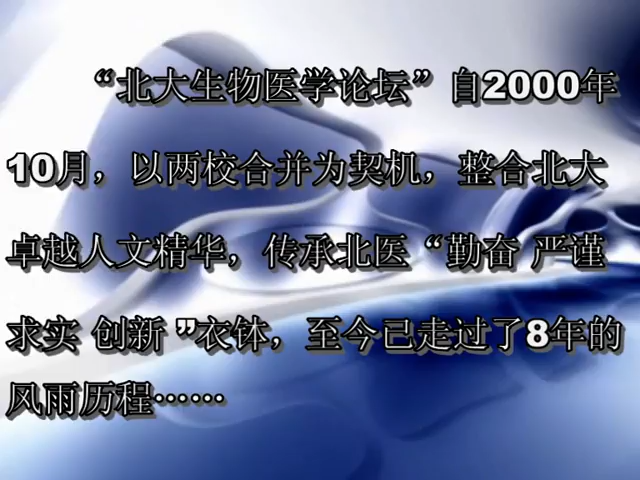 “北大生物医学论坛”自2000年
10月，以两校合并为契机，整合北大
卓越人文精华，传承北医“勤奋 严谨
求实 创新 ”衣钵，至今已走过了8年的
风雨历程……